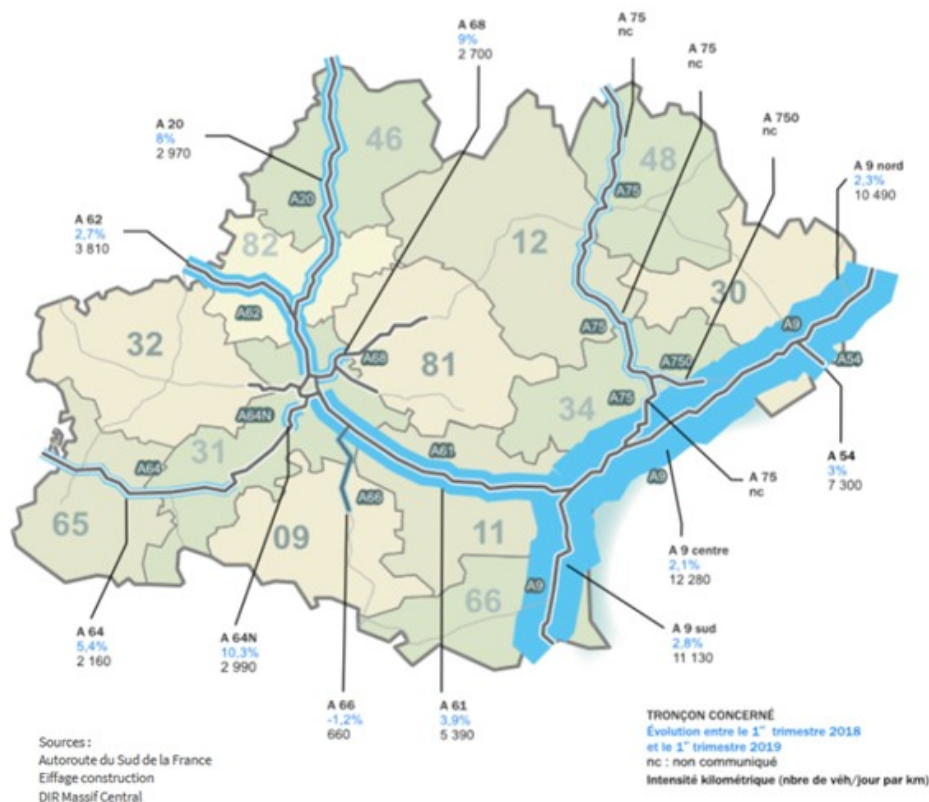 A 68
9%
2 700
A 75
nc
A 75
nc
A 750
nc
A 20
8%
2 970
46
48
A 9 nord
2,3%
10 490
A20
A75
A 62
2,7%
3 810
82
12
30
A62
A75
A9
32
A68
A750
A54
81
A64N
34
A75
A 54
3%
7 300
31
A61
A64
A9
A 75
nc
65
A66
09
11
A 9 centre
2,1%
12 280
66
A9
A 64
5,4%
2 160
A 64N
10,3%
2 990
A 9 sud
2,8%
11 130
A 66
-1,2%
660
A 61
3,9%
5 390
TRONÇON CONCERNÉ
Évolution entre le 1er trimestre 2018
et le 1er trimestre 2019
nc : non communiqué
Intensité kilométrique (nbre de véh/jour par km)
Sources :
Autoroute du Sud de la France
Eiffage construction
DIR Massif Central